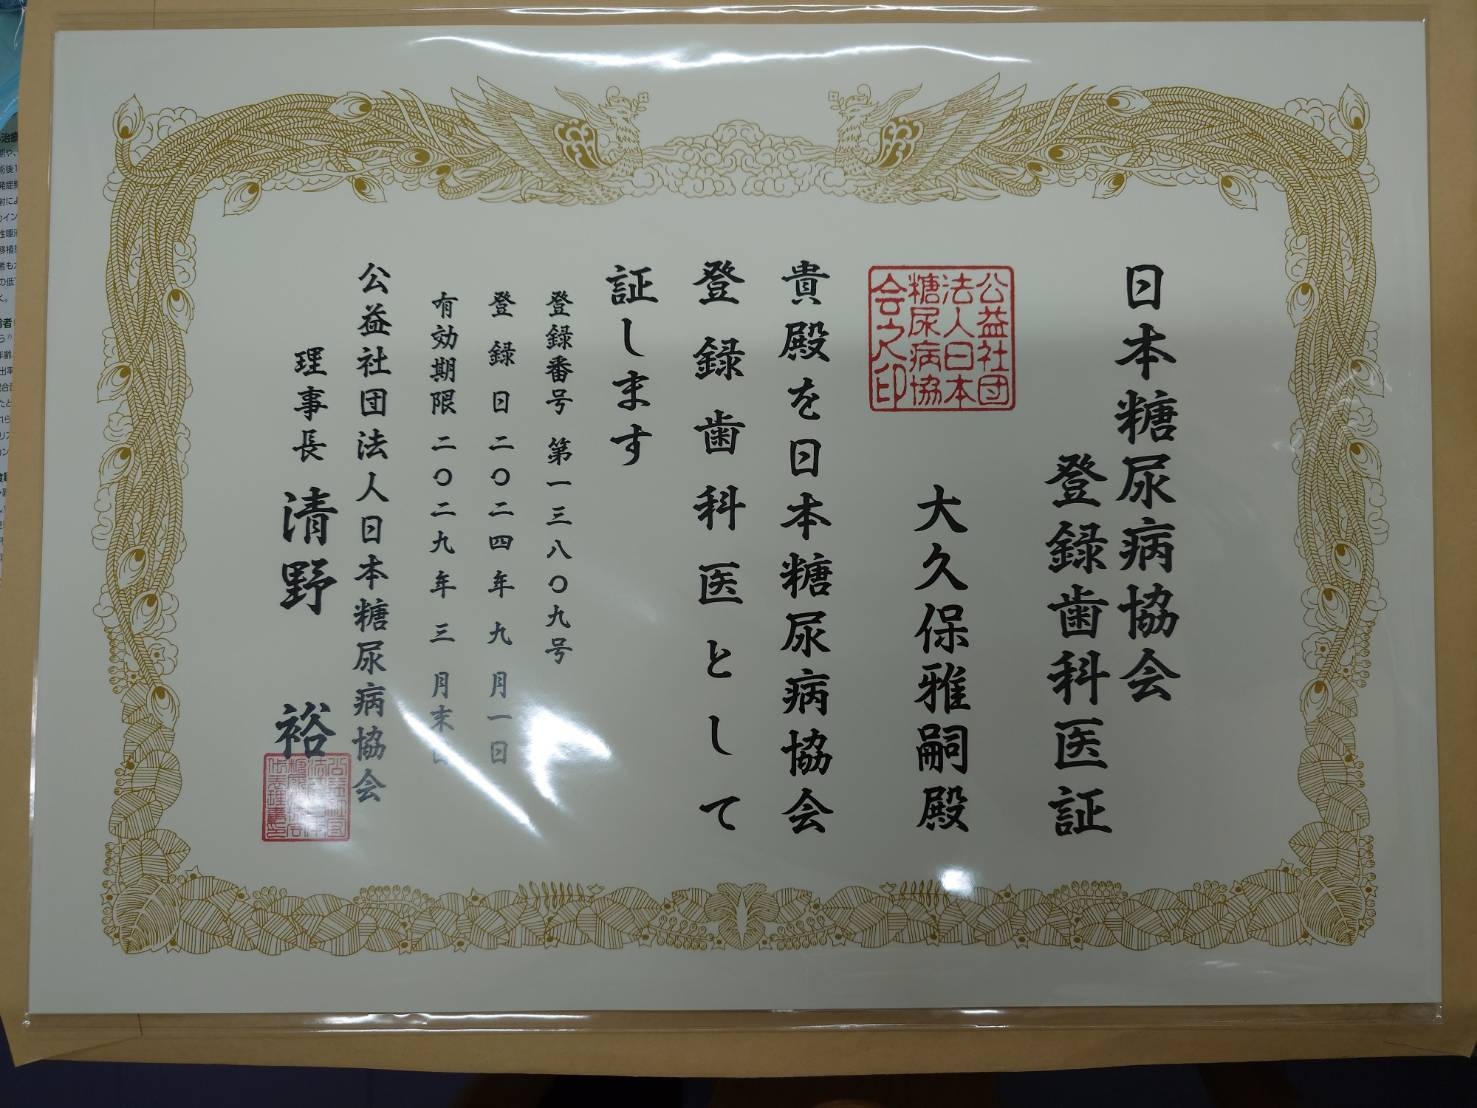 日本糖尿病協会
登録歯科医証
大久保雅嗣殿
公益社団
法人日本
糖尿病協
会之印
貴殿を日本糖尿病協会
登録歯科医として
証します
登録番号 第一三八〇九号
登録日 二〇二四年九月一日
有効期限 二〇二九年三月末日
公益社団法人日本糖尿病協会
理事長 清野 裕